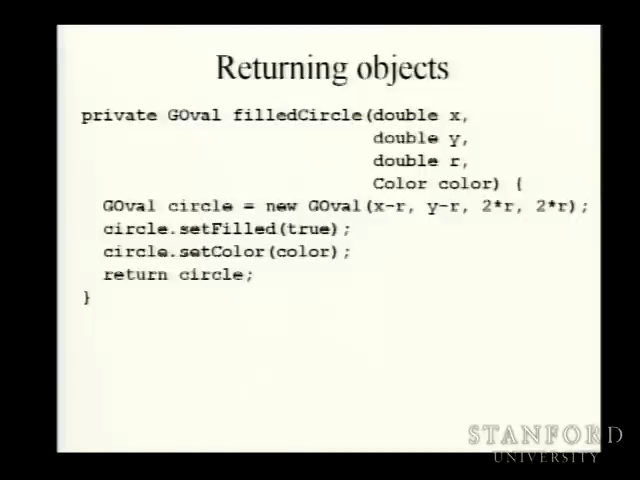 Returning objects
private GOval filledCircle(double x,
double y,
double r,
Color color) {
GOval circle = new GOval(x-r, y-r, 2*r, 2*r);
circle.setFilled(true);
circle.setColor(color);
return circle;
}
STANFORD
UNIVERSITY